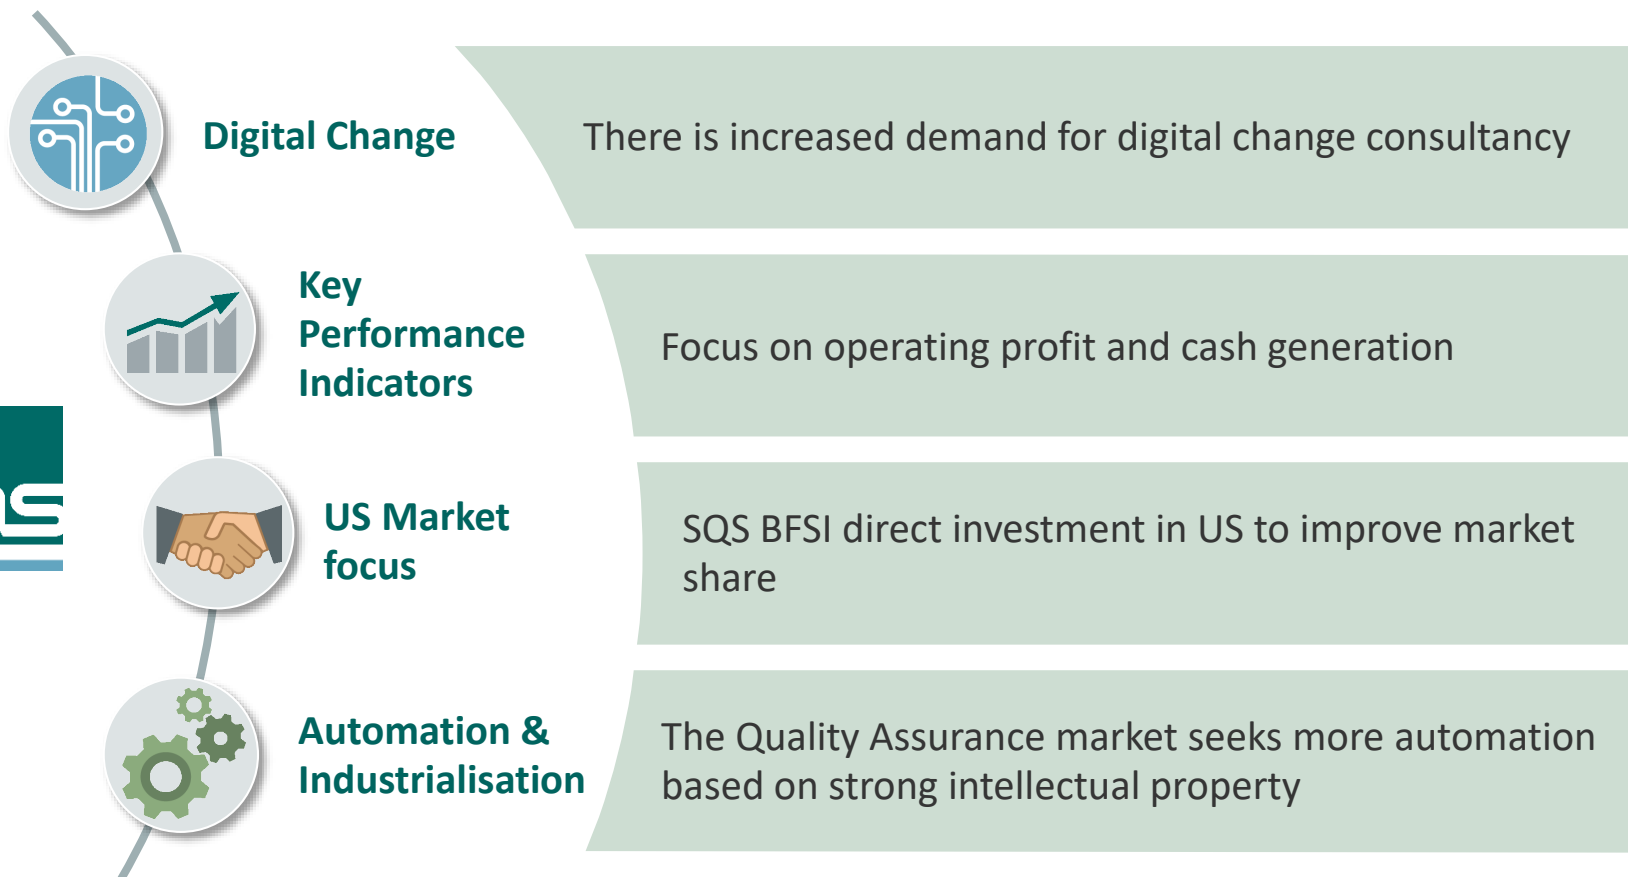 Digital Change
There is increased demand for digital change consultancy
Key
Performance
Indicators
Focus on operating profit and cash generation
US Market
focus
SQS BFSI direct investment in US to improve market
share
Automation &
Industrialisation
The Quality Assurance market seeks more automation
based on strong intellectual property